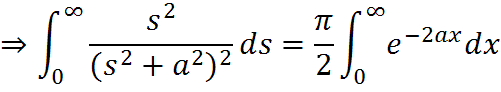 ⇒ ∫₀^∞ s²/(s² + a²)² ds = π/2 ∫₀^∞ e^(−2ax) dx